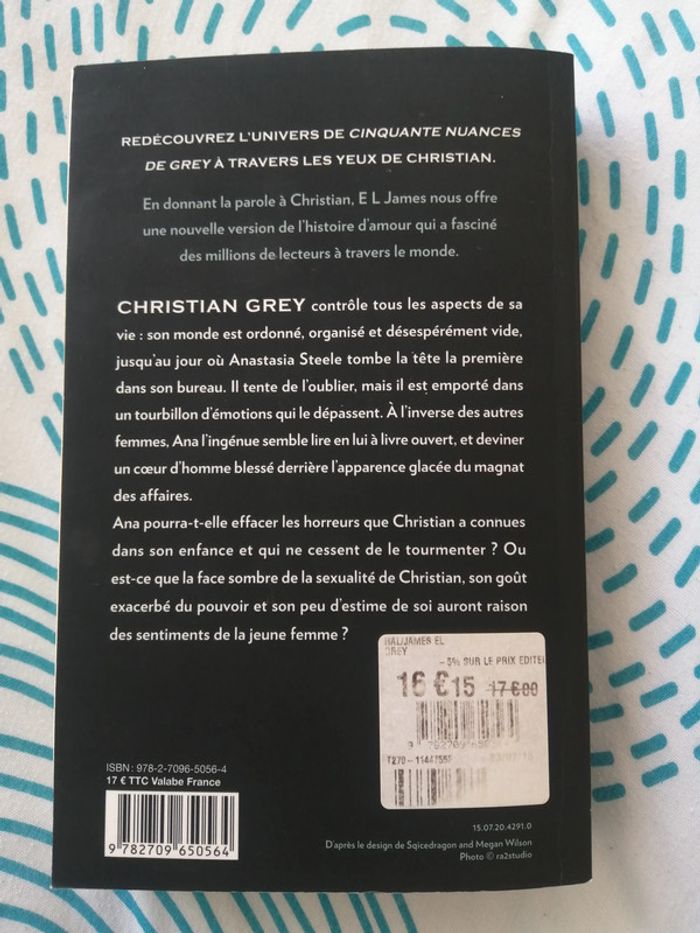 REDÉCOUVREZ L'UNIVERS DE CINQUANTE NUANCES
DE GREY À TRAVERS LES YEUX DE CHRISTIAN.
En donnant la parole à Christian, E L James nous offre
une nouvelle version de l'histoire d'amour qui a fasciné
des millions de lecteurs à travers le monde.
CHRISTIAN GREY contrôle tous les aspects de sa
vie : son monde est ordonné, organisé et désespérément vide,
jusqu'au jour où Anastasia Steele tombe la tête la première
dans son bureau. Il tente de l'oublier, mais il est emporté dans
un tourbillon d'émotions qui le dépassent. À l'inverse des autres
femmes, Ana l'ingénue semble lire en lui à livre ouvert, et deviner
un cœur d'homme blessé derrière l'apparence glacée du magnat
des affaires.
Ana pourra-t-elle effacer les horreurs que Christian a connues
dans son enfance et qui ne cessent de le tourmenter ? Ou
est-ce que la face sombre de la sexualité de Christian, son goût
exacerbé du pouvoir et son peu d'estime de soi auront raison
des sentiments de la jeune femme ?
HAL/JAMES EL
GREY
- 5% SUR LE PRIX EDITE
16 €15 17€00
ISBN : 978-2-7096-5056-4
17 € TTC Valabe France
9 782709 650564
15.07.20.4291.0
D'après le design de Sqicedragon and Megan Wilson
Photo © ra2studio